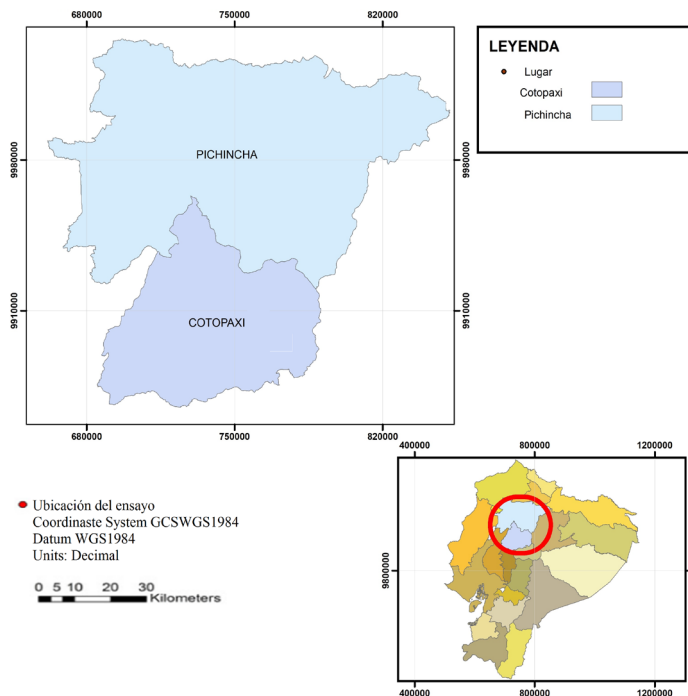 680000 750000 820000
LEYENDA
Lugar
Cotopaxi
Pichincha
9980000 9980000
PICHINCHA
9910000 9910000
COTOPAXI
680000 750000 820000
400000 800000 1200000
Ubicación del ensayo
Coordinaste System GCSWGS1984
Datum WGS1984
Units: Decimal
9800000 9800000
0 5 10 20 30
Kilometers
400000 800000 1200000